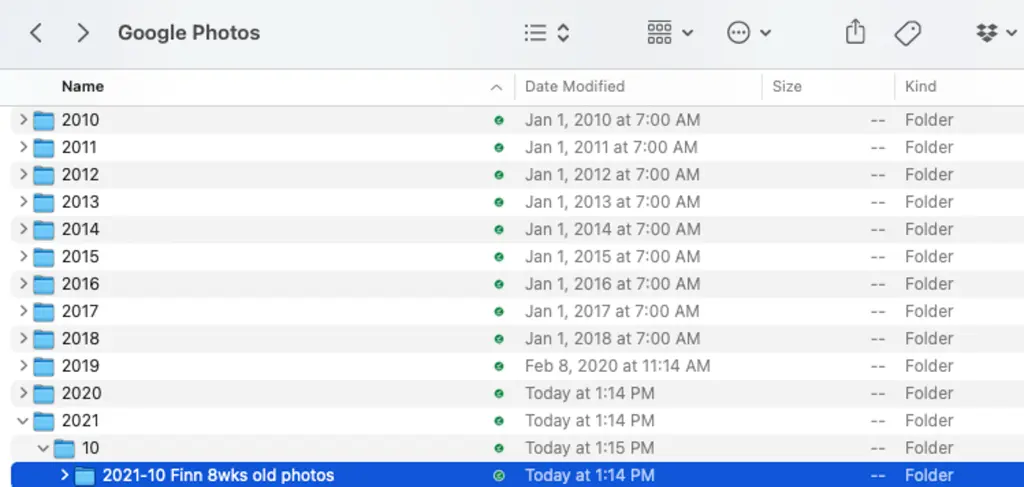 Google Photos
Name Date Modified Size Kind
2010 Jan 1, 2010 at 7:00 AM -- Folder
2011 Jan 1, 2011 at 7:00 AM -- Folder
2012 Jan 1, 2012 at 7:00 AM -- Folder
2013 Jan 1, 2013 at 7:00 AM -- Folder
2014 Jan 1, 2014 at 7:00 AM -- Folder
2015 Jan 1, 2015 at 7:00 AM -- Folder
2016 Jan 1, 2016 at 7:00 AM -- Folder
2017 Jan 1, 2017 at 7:00 AM -- Folder
2018 Jan 1, 2018 at 7:00 AM -- Folder
2019 Feb 8, 2020 at 11:14 AM -- Folder
2020 Today at 1:14 PM -- Folder
2021 Today at 1:14 PM -- Folder
10 Today at 1:15 PM -- Folder
2021-10 Finn 8wks old photos Today at 1:14 PM -- Folder